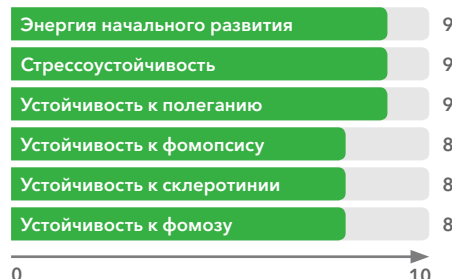 Энергия начального развития 9
Стрессоустойчивость 9
Устойчивость к полеганию 9
Устойчивость к фомопсису 8
Устойчивость к склеротинии 8
Устойчивость к фомозу 8
0 10